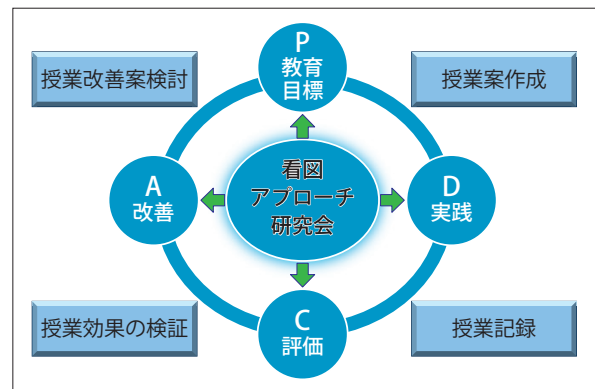 P
教育
目標
授業改善案検討
授業案作成
看図
アプローチ
研究会
A
改善
D
実践
授業効果の検証
C
評価
授業記録